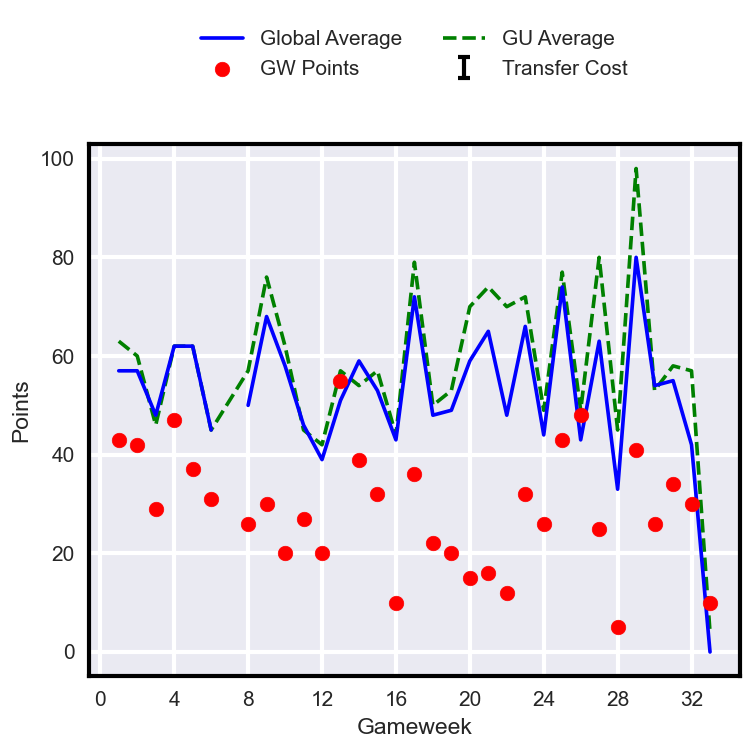 Global Average
GU Average
GW Points
Transfer Cost
100
80
60
40
20
0
Points
0 4 8 12 16 20 24 28 32
Gameweek